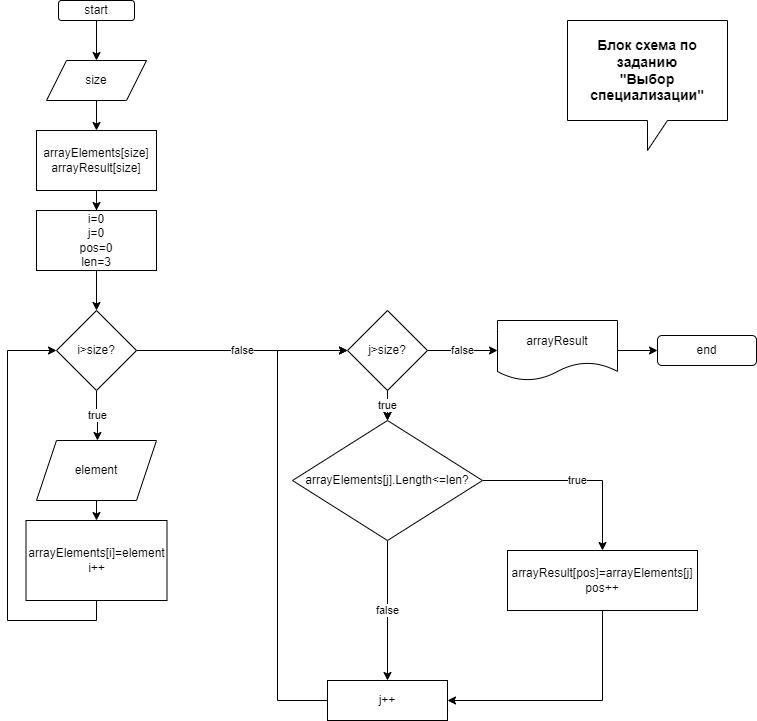 start
size
arrayElements[size]
arrayResult[size]
i=0
j=0
pos=0
len=3
i>size?
true
element
arrayElements[i]=element
i++
false
j>size?
false
arrayResult
end
true
arrayElements[j].Length<=len?
true
arrayResult[pos]=arrayElements[j]
pos++
false
j++
Блок схема по
заданию
"Выбор
специализации"